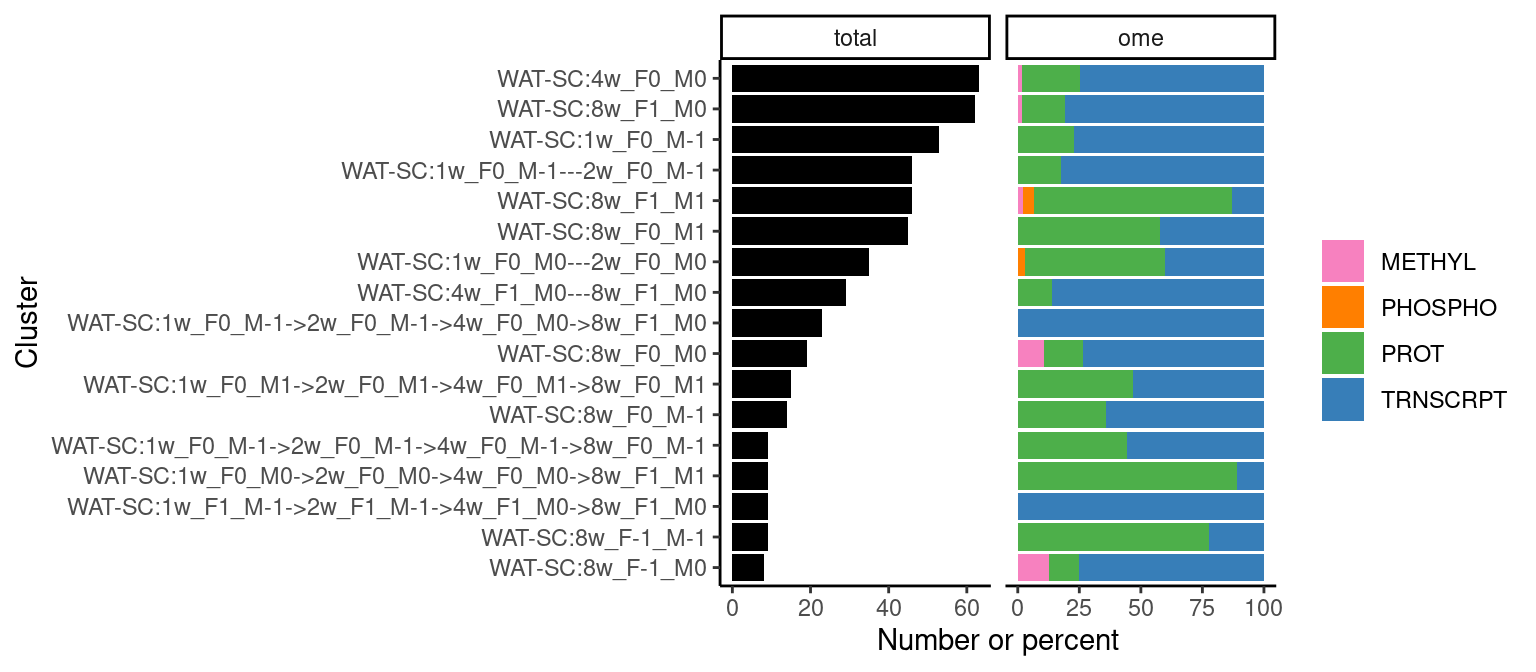 total
ome
Cluster
WAT-SC:4w_F0_M0
WAT-SC:8w_F1_M0
WAT-SC:1w_F0_M-1
WAT-SC:1w_F0_M-1---2w_F0_M-1
WAT-SC:8w_F1_M1
WAT-SC:8w_F0_M1
WAT-SC:1w_F0_M0---2w_F0_M0
WAT-SC:4w_F1_M0---8w_F1_M0
WAT-SC:1w_F0_M-1->2w_F0_M-1->4w_F0_M0->8w_F1_M0
WAT-SC:8w_F0_M0
WAT-SC:1w_F0_M1->2w_F0_M1->4w_F0_M1->8w_F0_M1
WAT-SC:8w_F0_M-1
WAT-SC:1w_F0_M-1->2w_F0_M-1->4w_F0_M-1->8w_F0_M-1
WAT-SC:1w_F0_M0->2w_F0_M0->4w_F0_M0->8w_F1_M1
WAT-SC:1w_F1_M-1->2w_F1_M-1->4w_F1_M0->8w_F1_M0
WAT-SC:8w_F-1_M-1
WAT-SC:8w_F-1_M0
0 20 40 60
0 25 50 75 100
Number or percent
METHYL
PHOSPHO
PROT
TRNSCRPT